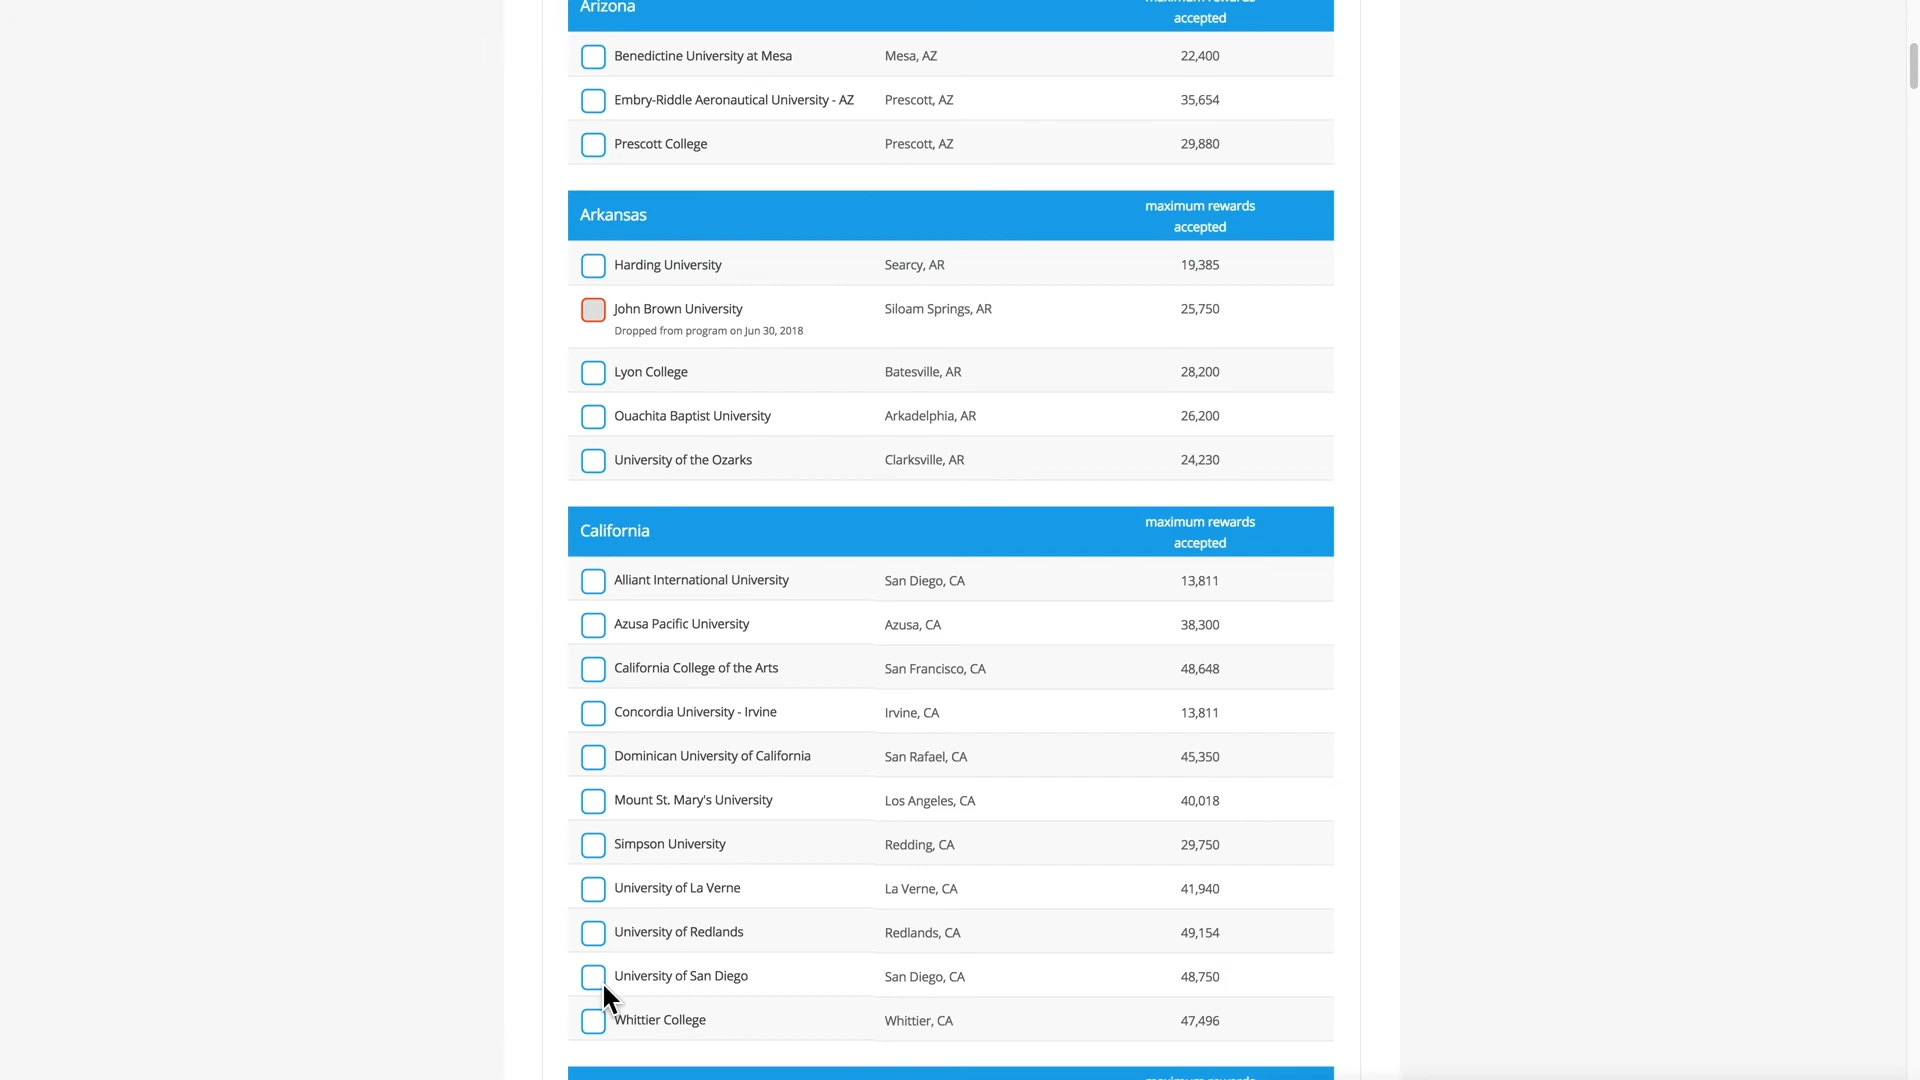 Arizona
accepted
Benedictine University at Mesa Mesa, AZ 22,400
Embry-Riddle Aeronautical University - AZ Prescott, AZ 35,654
Prescott College Prescott, AZ 29,880
maximum rewards
Arkansas
accepted
Harding University Searcy, AR 19,385
John Brown University Siloam Springs, AR 25,750
Dropped from program on Jun 30, 2018
Lyon College Batesville, AR 28,200
Ouachita Baptist University Arkadelphia, AR 26,200
University of the Ozarks Clarksville, AR 24,230
maximum rewards
California
accepted
Alliant International University San Diego, CA 13,811
Azusa Pacific University Azusa, CA 38,300
California College of the Arts San Francisco, CA 48,648
Concordia University - Irvine Irvine, CA 13,811
Dominican University of California San Rafael, CA 45,350
Mount St. Mary's University Los Angeles, CA 40,018
Simpson University Redding, CA 29,750
University of La Verne La Verne, CA 41,940
University of Redlands Redlands, CA 49,154
University of San Diego San Diego, CA 48,750
Whittier College Whittier, CA 47,496